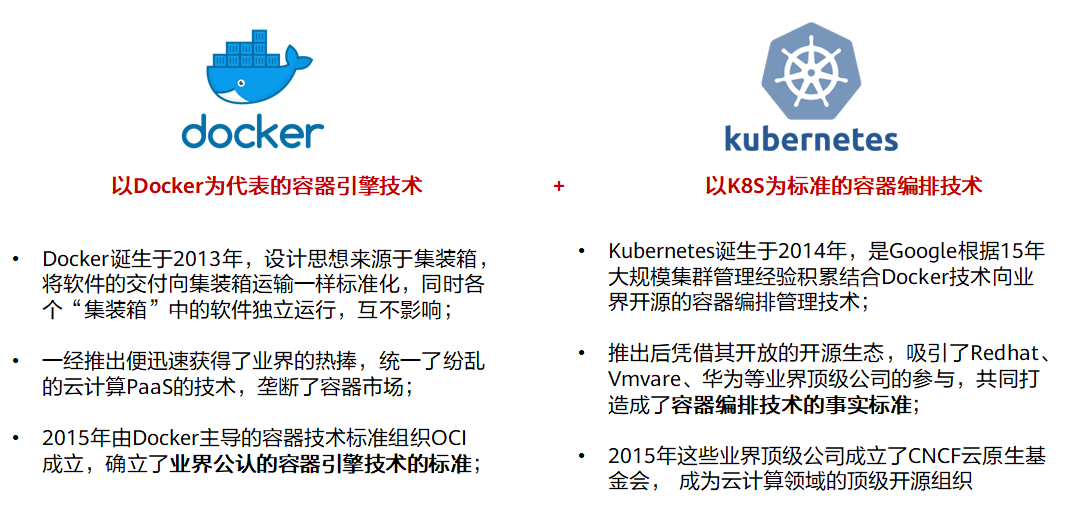 docker
kubernetes
以Docker为代表的容器引擎技术
+
以K8S为标准的容器编排技术
• Docker诞生于2013年，设计思想来源于集装箱，
将软件的交付向集装箱运输一样标准化，同时各
个“集装箱”中的软件独立运行，互不影响；
• 一经推出便迅速获得了业界的热捧，统一了纷乱
的云计算PaaS的技术，垄断了容器市场；
• 2015年由Docker主导的容器技术标准组织OCI
成立，确立了业界公认的容器引擎技术的标准；
• Kubernetes诞生于2014年，是Google根据15年
大规模集群管理经验积累结合Docker技术向业
界开源的容器编排管理技术；
• 推出后凭借其开放的开源生态，吸引了Redhat、
Vmvare、华为等业界顶级公司的参与，共同打
造成了容器编排技术的事实标准；
• 2015年这些业界顶级公司成立了CNCF云原生基
金会， 成为云计算领域的顶级开源组织